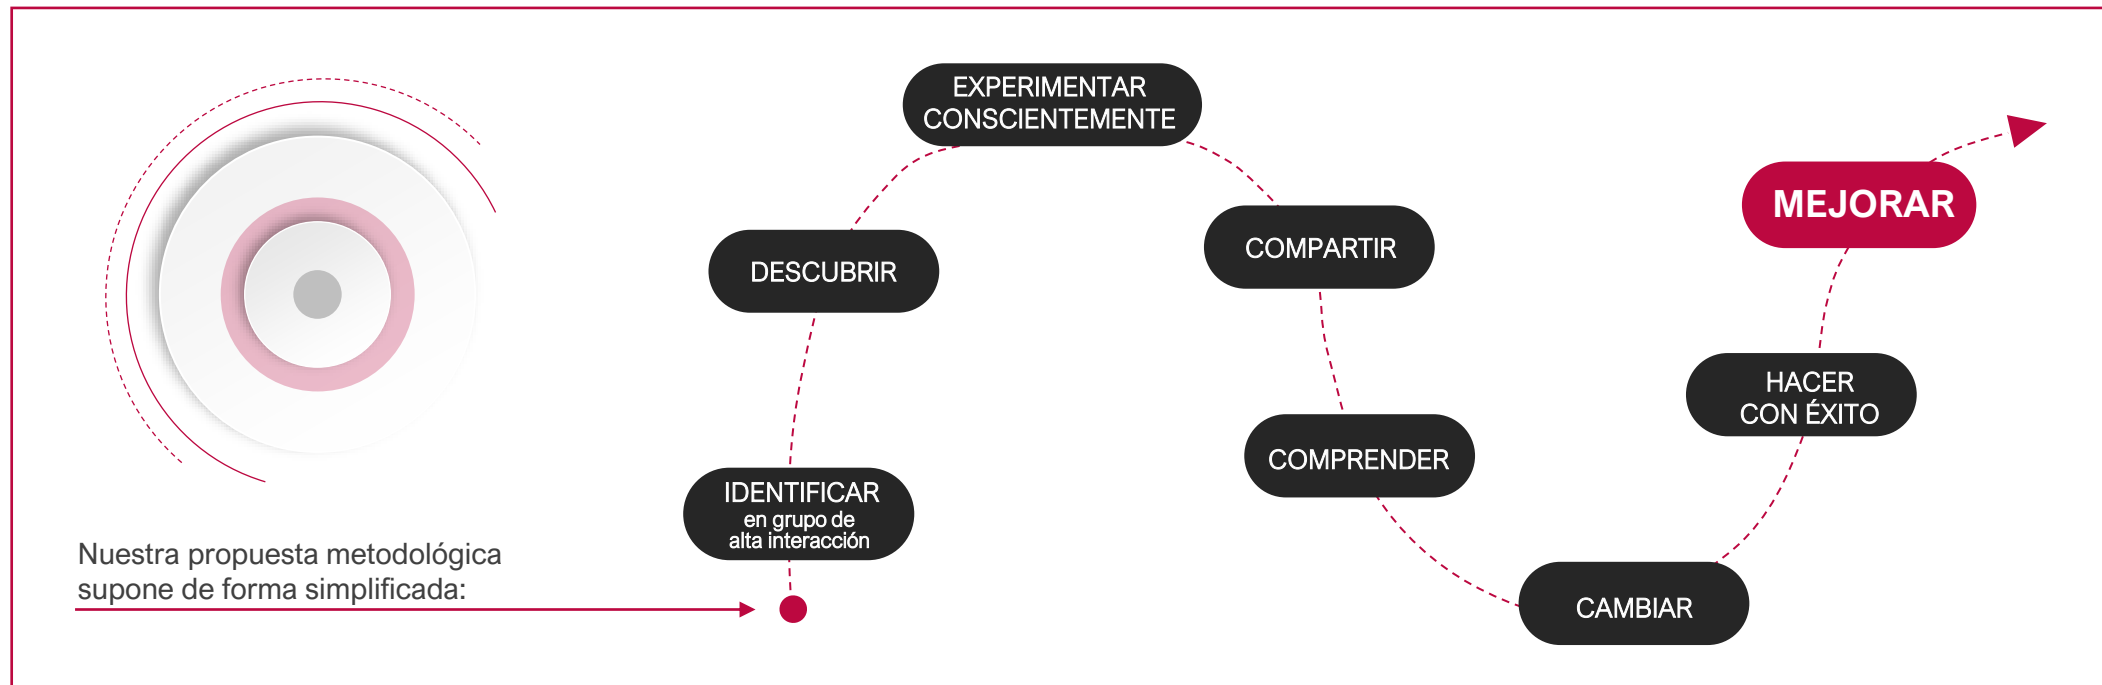 Nuestra propuesta metodológica
supone de forma simplificada:
IDENTIFICAR
en grupo de
alta interacción
DESCUBRIR
EXPERIMENTAR
CONSCIENTEMENTE
COMPARTIR
COMPRENDER
CAMBIAR
HACER
CON ÉXITO
MEJORAR